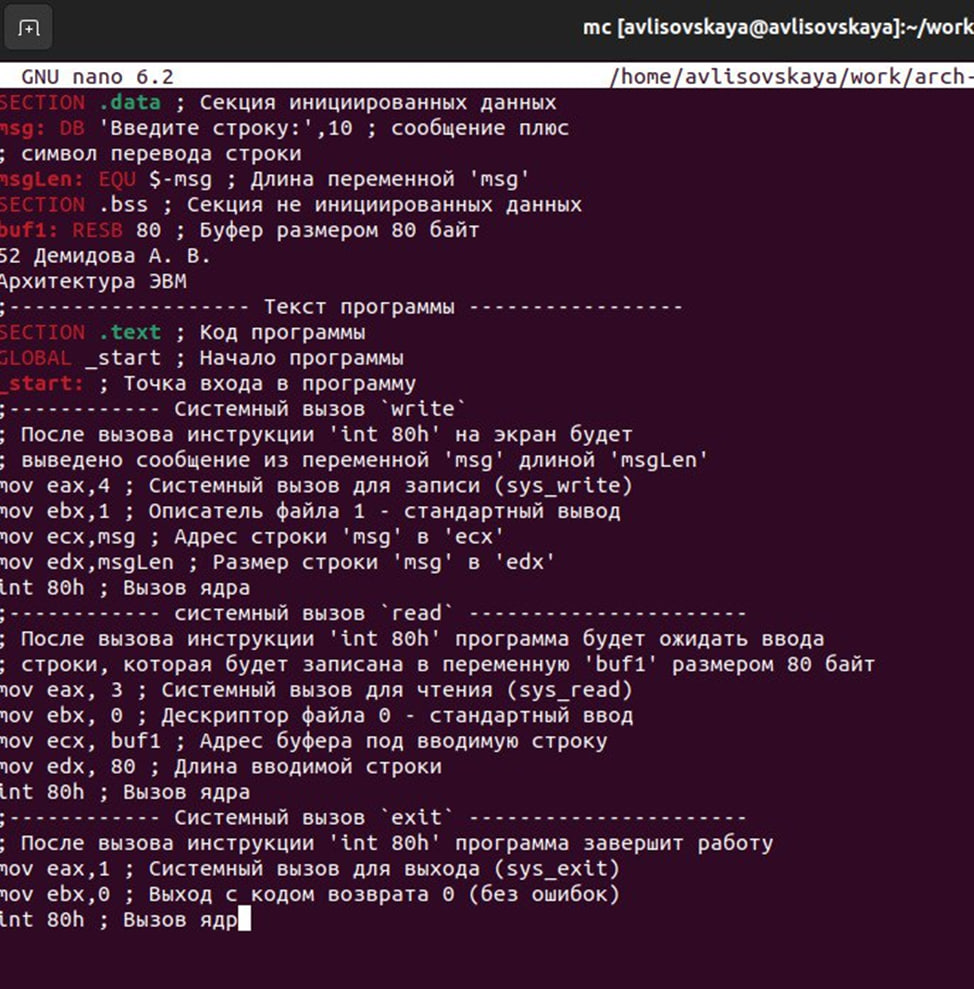 mc [avlisovskaya@avlisovskaya]:~/work
GNU nano 6.2 /home/avlisovskaya/work/arch-
SECTION .data ; Секция инициированных данных
msg: DB 'Введите строку:',10 ; сообщение плюс
; символ перевода строки
msgLen: EQU $-msg ; Длина переменной 'msg'
SECTION .bss ; Секция не инициированных данных
buf1: RESB 80 ; Буфер размером 80 байт
52 Демидова А. В.
Архитектура ЭВМ
;------------------- Текст программы -----------------
SECTION .text ; Код программы
GLOBAL _start ; Начало программы
_start: ; Точка входа в программу
;------------ Системный вызов `write`
; После вызова инструкции 'int 80h' на экран будет
; выведено сообщение из переменной 'msg' длиной 'msgLen'
mov eax,4 ; Системный вызов для записи (sys_write)
mov ebx,1 ; Описатель файла 1 - стандартный вывод
mov ecx,msg ; Адрес строки 'msg' в 'ecx'
mov edx,msgLen ; Размер строки 'msg' в 'edx'
int 80h ; Вызов ядра
;------------ системный вызов `read` ----------------------
; После вызова инструкции 'int 80h' программа будет ожидать ввода
; строки, которая будет записана в переменную 'buf1' размером 80 байт
mov eax, 3 ; Системный вызов для чтения (sys_read)
mov ebx, 0 ; Дескриптор файла 0 - стандартный ввод
mov ecx, buf1 ; Адрес буфера под вводимую строку
mov edx, 80 ; Длина вводимой строки
int 80h ; Вызов ядра
;------------ Системный вызов `exit` ----------------------
; После вызова инструкции 'int 80h' программа завершит работу
mov eax,1 ; Системный вызов для выхода (sys_exit)
mov ebx,0 ; Выход с кодом возврата 0 (без ошибок)
int 80h ; Вызов ядр